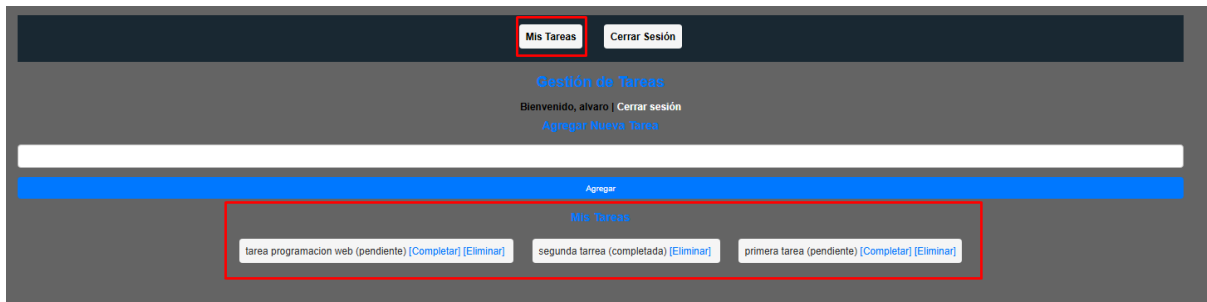 Mis Tareas Cerrar Sesión
Gestión de Tareas
Bienvenido, alvaro | Cerrar sesión
Agregar Nueva Tarea
Agregar
Mis Tareas
tarea programacion web (pendiente) [Completar] [Eliminar] segunda tarrea (completada) [Eliminar] primera tarea (pendiente) [Completar] [Eliminar]